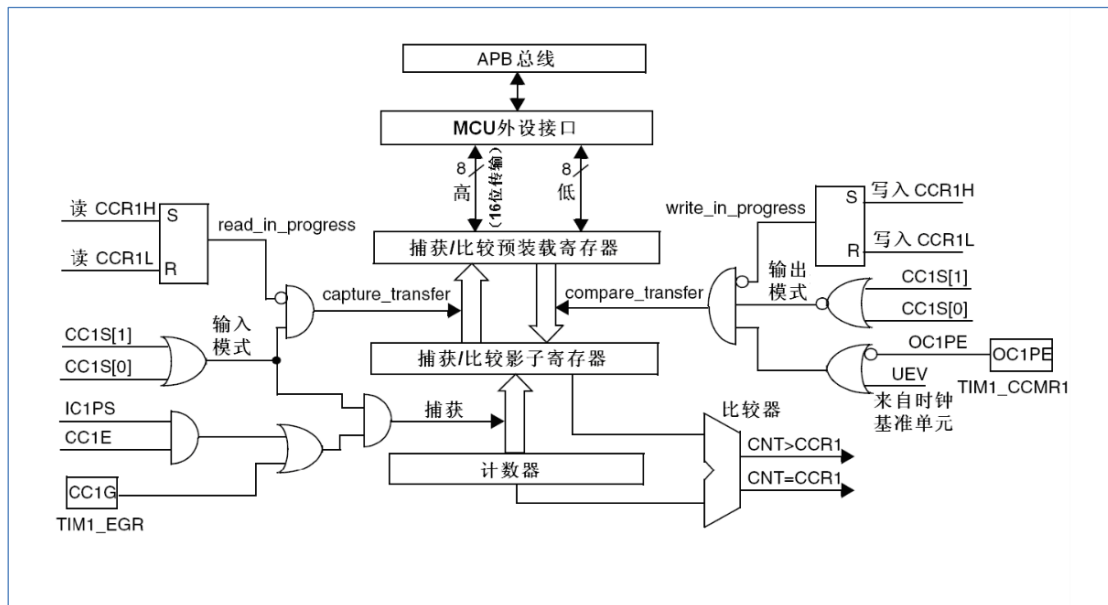 APB 总线
MCU外设接口
8
高
(16位传输)
8
低
读 CCR1H
S
读 CCR1L
R
read_in_progress
write_in_progress
S
写入 CCR1H
R
写入 CCR1L
捕获/比较预装载寄存器
capture_transfer
compare_transfer
输出
模式
CC1S[1]
CC1S[0]
CC1S[1]
CC1S[0]
输入
模式
捕获/比较影子寄存器
OC1PE
OC1PE
UEV
TIM1_CCMR1
来自时钟
基准单元
IC1PS
CC1E
捕获
比较器
CNT>CCR1
计数器
CNT=CCR1
CC1G
TIM1_EGR